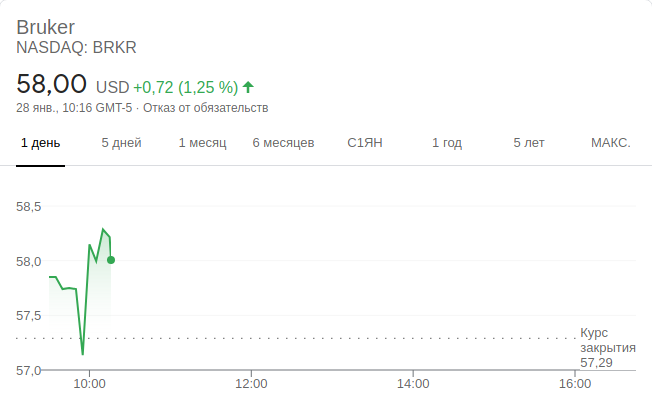 Bruker
NASDAQ: BRKR
58,00 USD +0,72 (1,25 %)
28 янв., 10:16 GMT-5 · Отказ от обязательств
1 день 5 дней 1 месяц 6 месяцев С1ЯН 1 год 5 лет МАКС.
58,5
58,0
57,5
Курс
закрытия
57,29
57,0
10:00 12:00 14:00 16:00